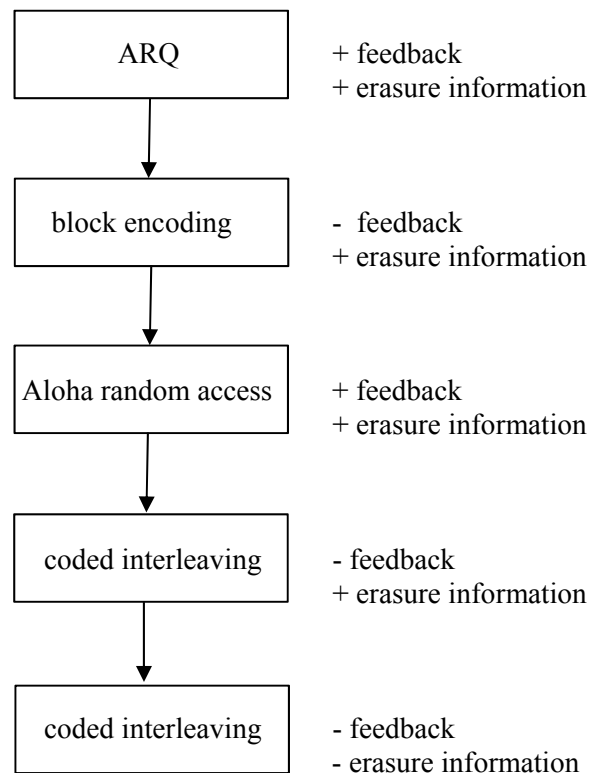 ARQ
+ feedback
+ erasure information
block encoding
- feedback
+ erasure information
Aloha random access
+ feedback
+ erasure information
coded interleaving
- feedback
+ erasure information
coded interleaving
- feedback
- erasure information